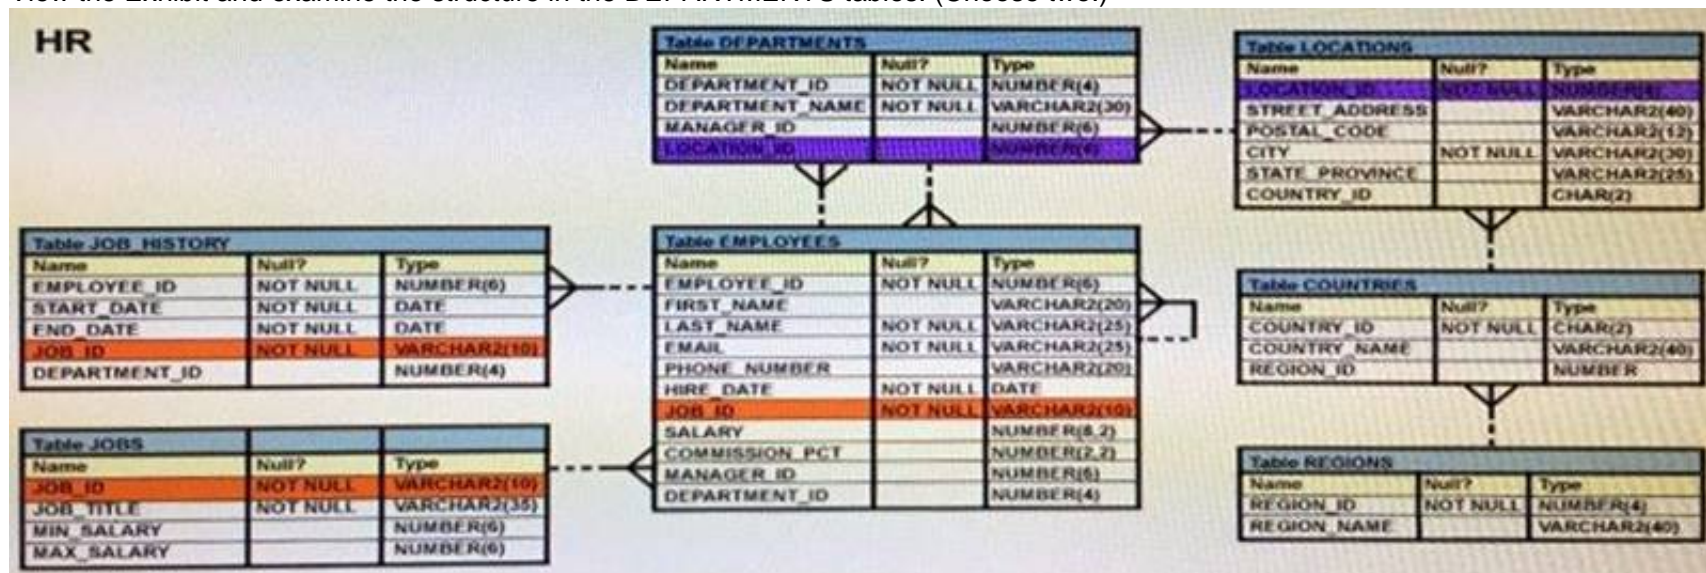 HR
Table DEPARTMENTS
Name Null? Type
DEPARTMENT_ID NOT NULL NUMBER(4)
DEPARTMENT_NAME NOT NULL VARCHAR2(30)
MANAGER_ID NUMBER(6)
LOCATION_ID NUMBER(4)
Table LOCATIONS
Name Null? Type
LOCATION_ID NOT NULL NUMBER(4)
STREET_ADDRESS VARCHAR2(40)
POSTAL_CODE VARCHAR2(12)
CITY NOT NULL VARCHAR2(30)
STATE_PROVINCE VARCHAR2(25)
COUNTRY_ID CHAR(2)
Table JOB_HISTORY
Name Null? Type
EMPLOYEE_ID NOT NULL NUMBER(6)
START_DATE NOT NULL DATE
END_DATE NOT NULL DATE
JOB_ID NOT NULL VARCHAR2(10)
DEPARTMENT_ID NUMBER(4)
Table EMPLOYEES
Name Null? Type
EMPLOYEE_ID NOT NULL NUMBER(6)
FIRST_NAME VARCHAR2(20)
LAST_NAME NOT NULL VARCHAR2(25)
EMAIL NOT NULL VARCHAR2(25)
PHONE_NUMBER VARCHAR2(20)
HIRE_DATE NOT NULL DATE
JOB_ID NOT NULL VARCHAR2(10)
SALARY NUMBER(8,2)
COMMISSION_PCT NUMBER(2,2)
MANAGER_ID NUMBER(6)
DEPARTMENT_ID NUMBER(4)
Table COUNTRIES
Name Null? Type
COUNTRY_ID NOT NULL CHAR(2)
COUNTRY_NAME VARCHAR2(40)
REGION_ID NUMBER
Table JOBS
Name Null? Type
JOB_ID NOT NULL VARCHAR2(10)
JOB_TITLE NOT NULL VARCHAR2(35)
MIN_SALARY NUMBER(6)
MAX_SALARY NUMBER(6)
Table REGIONS
Name Null? Type
REGION_ID NOT NULL NUMBER(4)
REGION_NAME VARCHAR2(40)